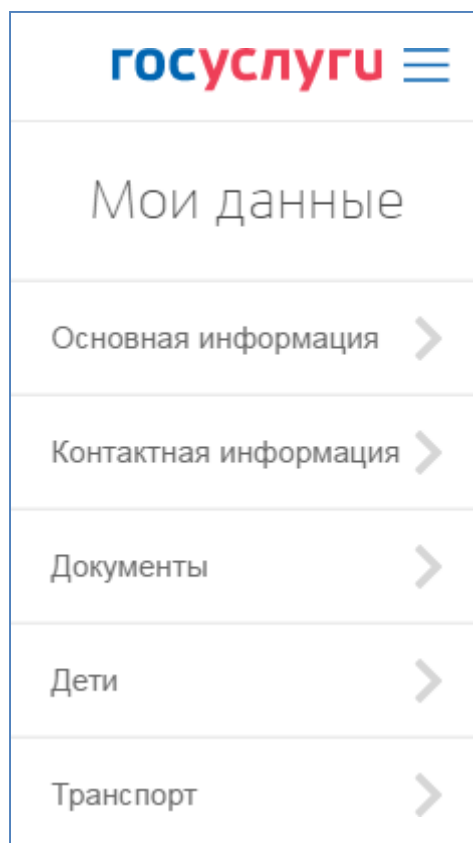 госуслуги
Мои данные
Основная информация
Контактная информация
Документы
Дети
Транспорт